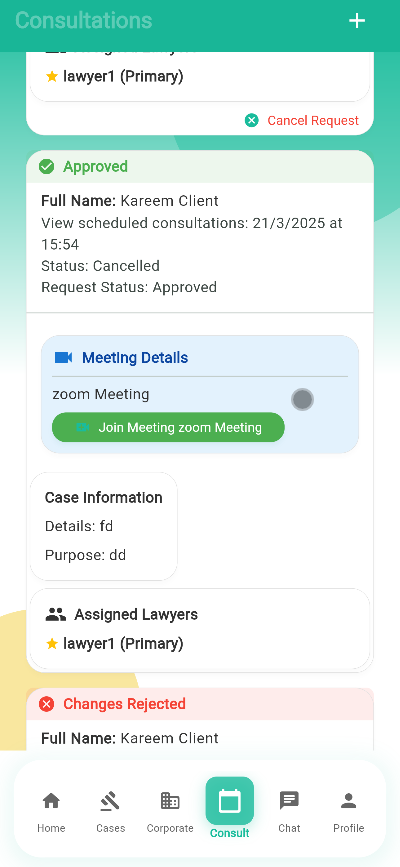 Consultations
lawyer1 (Primary)
Cancel Request
Approved
Full Name: Kareem Client
View scheduled consultations: 21/3/2025 at
15:54
Status: Cancelled
Request Status: Approved
Meeting Details
zoom Meeting
Join Meeting zoom Meeting
Case Information
Details: fd
Purpose: dd
Assigned Lawyers
lawyer1 (Primary)
Changes Rejected
Full Name: Kareem Client
Home
Cases
Corporate
Consult
Chat
Profile